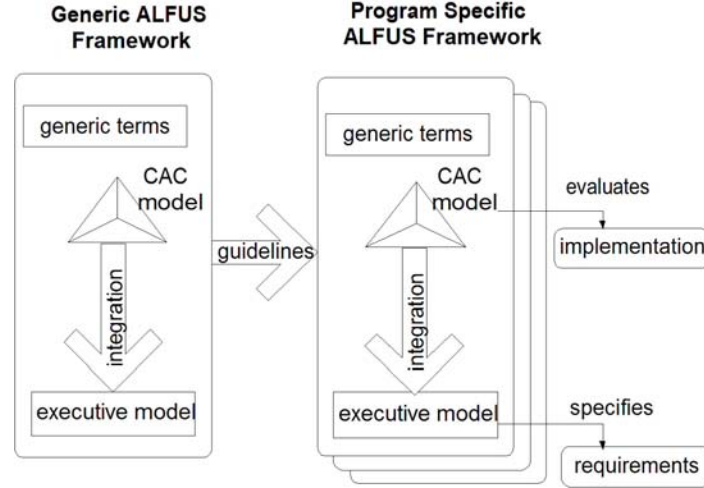 Generic ALFUS
Framework
generic terms
CAC
model
integration
executive model
guidelines
Program Specific
ALFUS Framework
generic terms
CAC
model
integration
executive model
evaluates
implementation
specifies
requirements